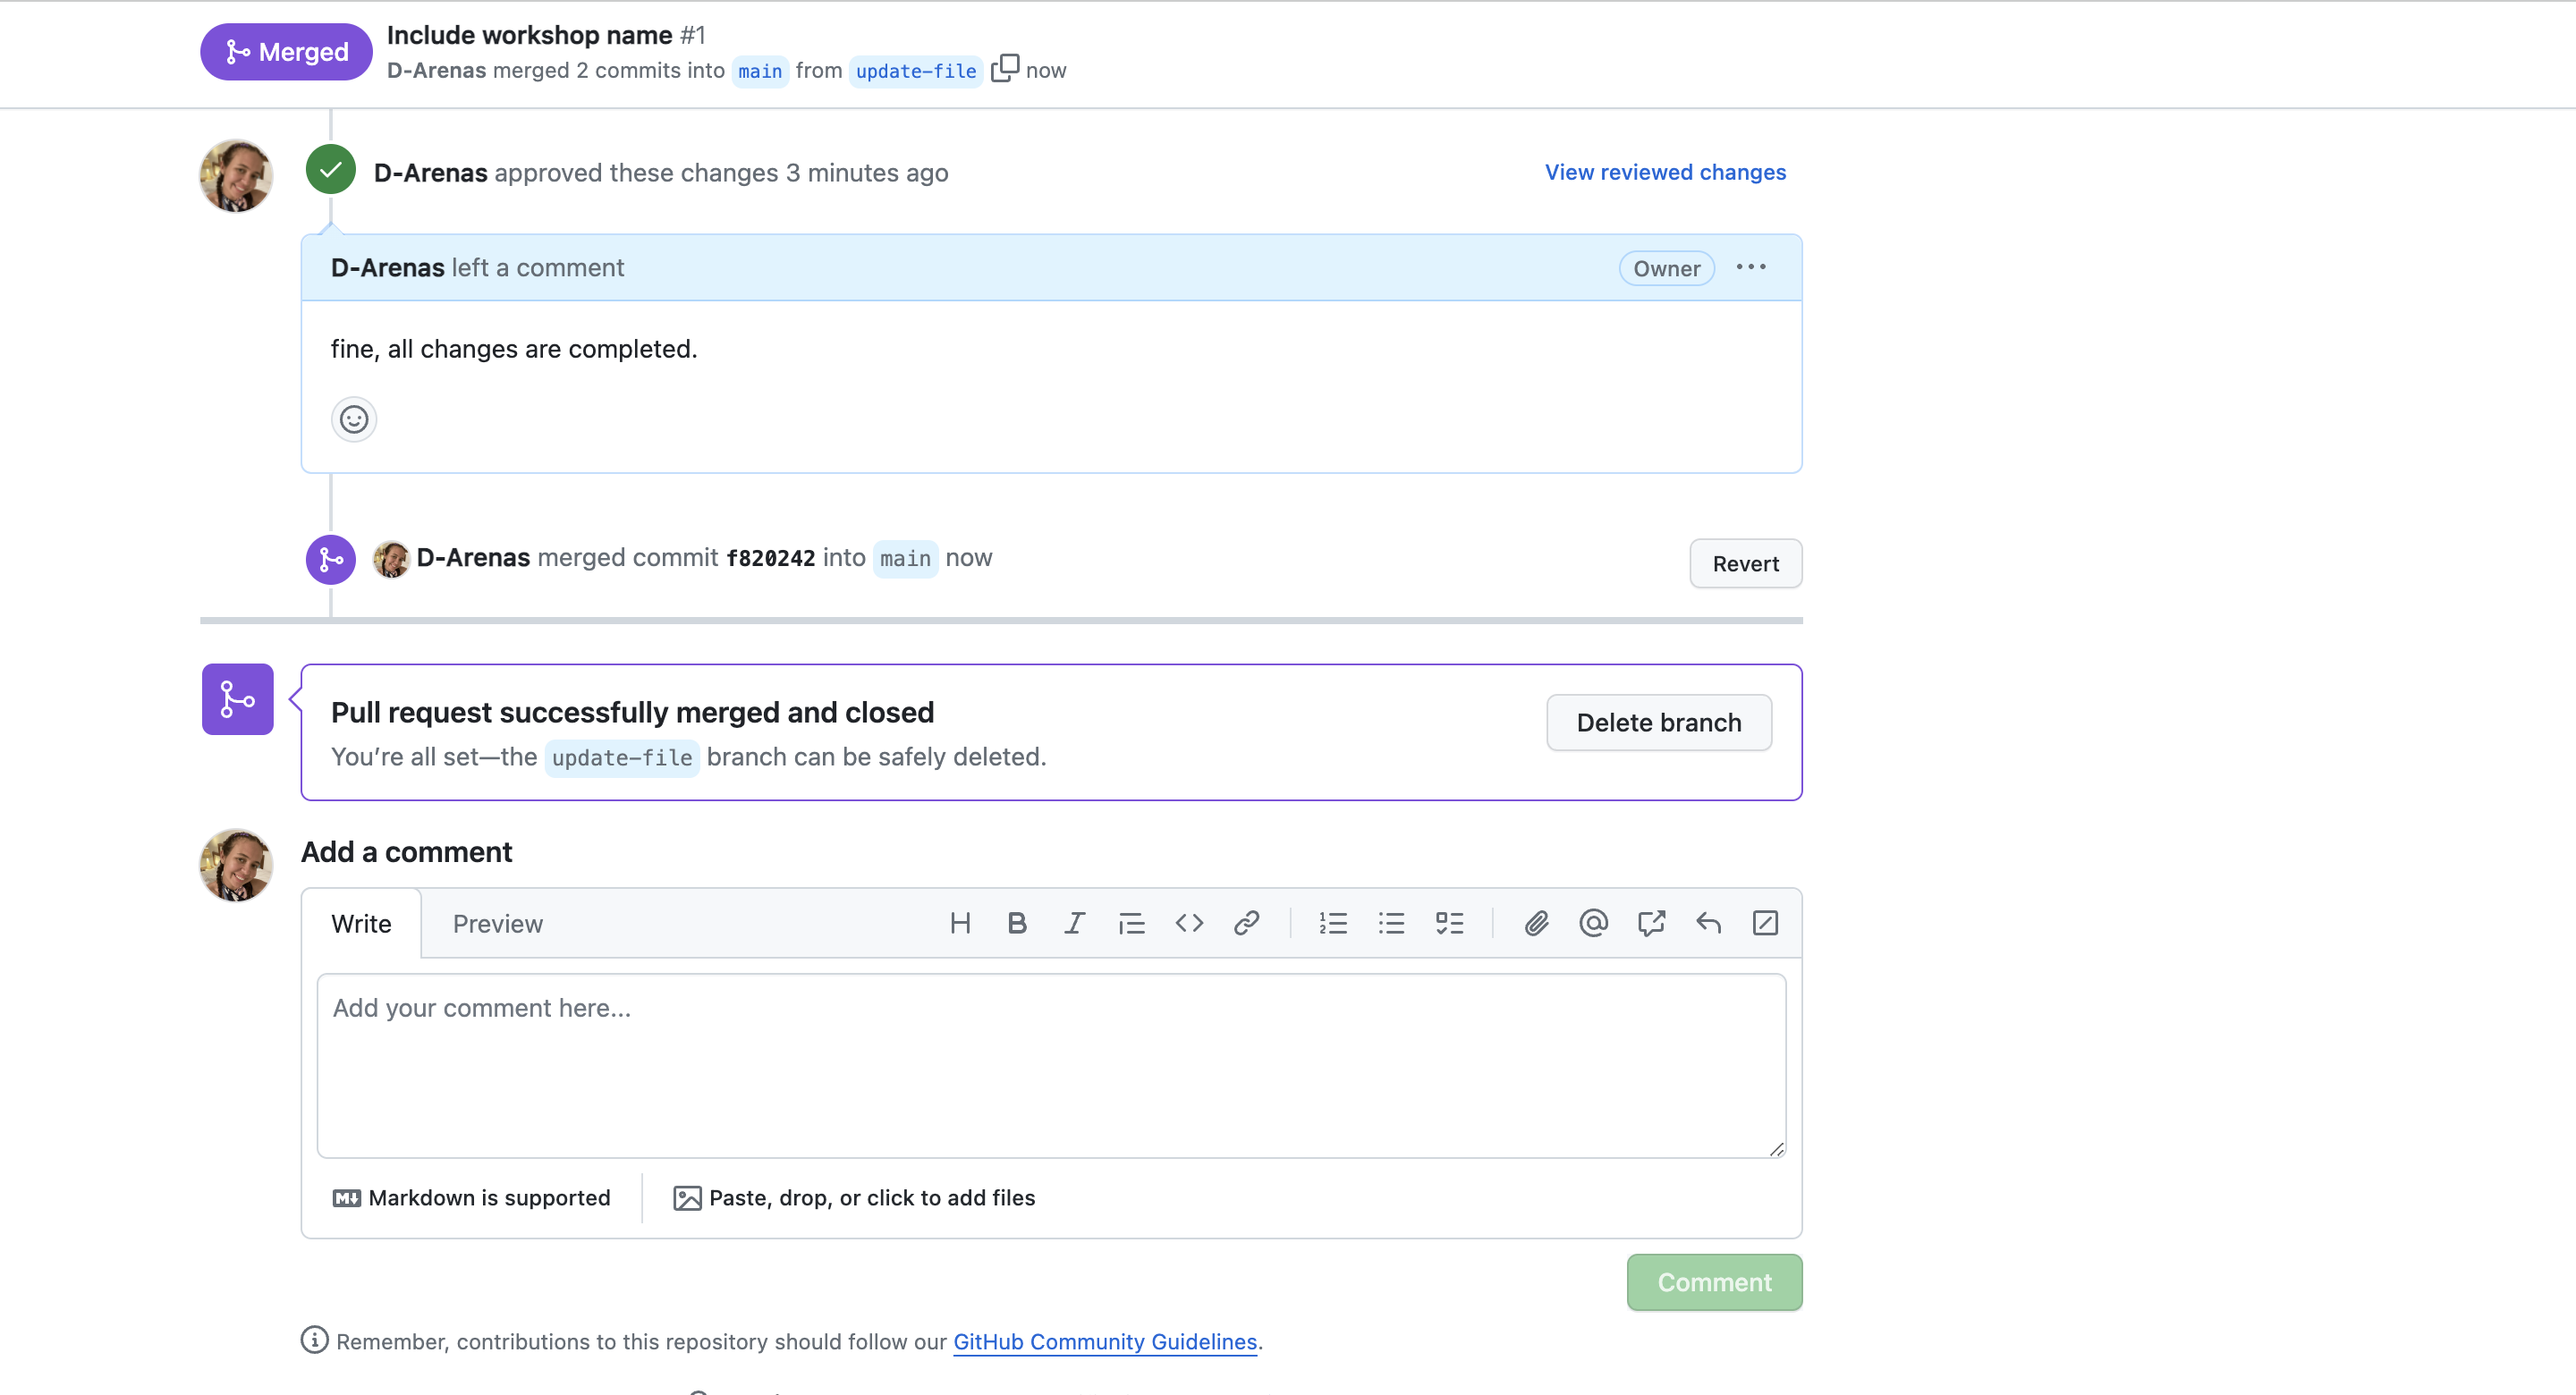 Merged
Include workshop name #1
D-Arenas merged 2 commits into main from update-file now
D-Arenas approved these changes 3 minutes ago
View reviewed changes
D-Arenas left a comment
Owner
fine, all changes are completed.
D-Arenas merged commit f820242 into main now
Revert
Pull request successfully merged and closed
You’re all set—the update-file branch can be safely deleted.
Delete branch
Add a comment
Write Preview
Add your comment here...
Markdown is supported
Paste, drop, or click to add files
Comment
Remember, contributions to this repository should follow our GitHub Community Guidelines.